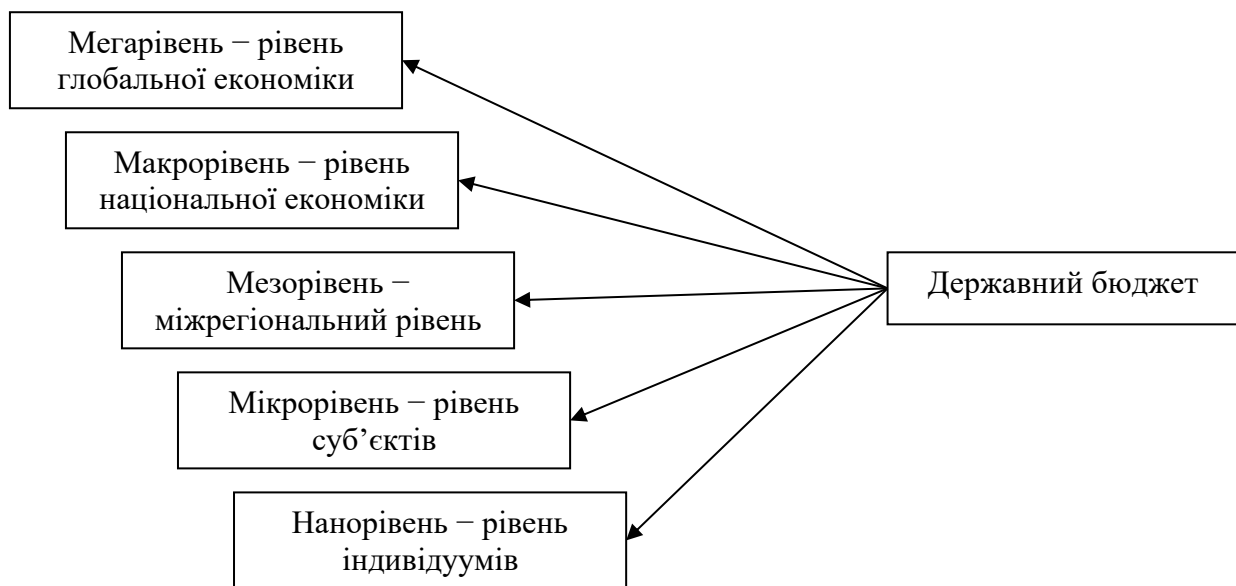 Мегарівень − рівень
глобальної економіки
Макрорівень − рівень
національної економіки
Мезорівень −
міжрегіональний рівень
Державний бюджет
Мікрорівень − рівень
суб’єктів
Нанорівень − рівень
індивідуумів